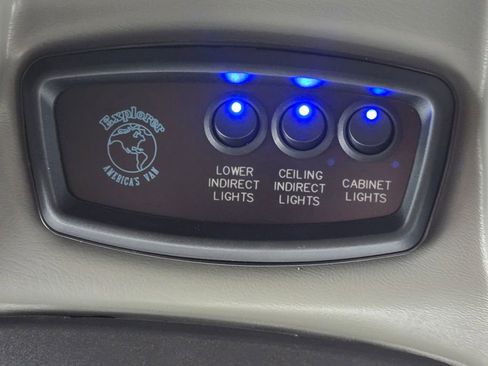 Explorer
AMERICA'S VAN
LOWER
INDIRECT
LIGHTS
CEILING
INDIRECT
LIGHTS
CABINET
LIGHTS